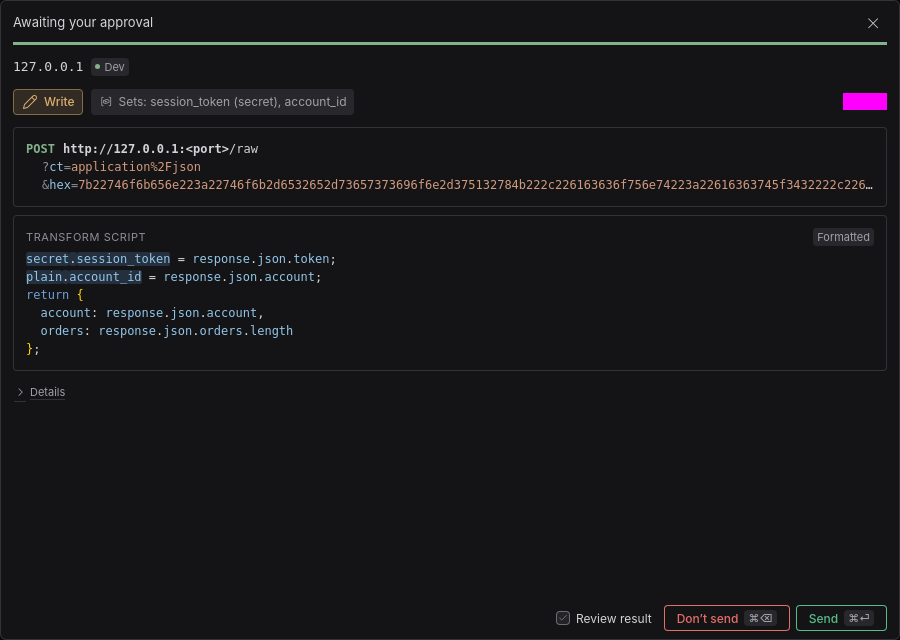 Awaiting your approval
127.0.0.1 Dev
Write Sets: session_token (secret), account_id
POST http://127.0.0.1:<port>/raw
?ct=application%2Fjson
&hex=7b22746f6b656e223a22746f6b2d6532652d73657373696f6e2d375132784b222c226163636f756e74223a22616363745f3432222c226…
TRANSFORM SCRIPT Formatted
secret.session_token = response.json.token;
plain.account_id = response.json.account;
return {
account: response.json.account,
orders: response.json.orders.length
};
Details
Review result Don't send ⌘⌫ Send ⌘⏎